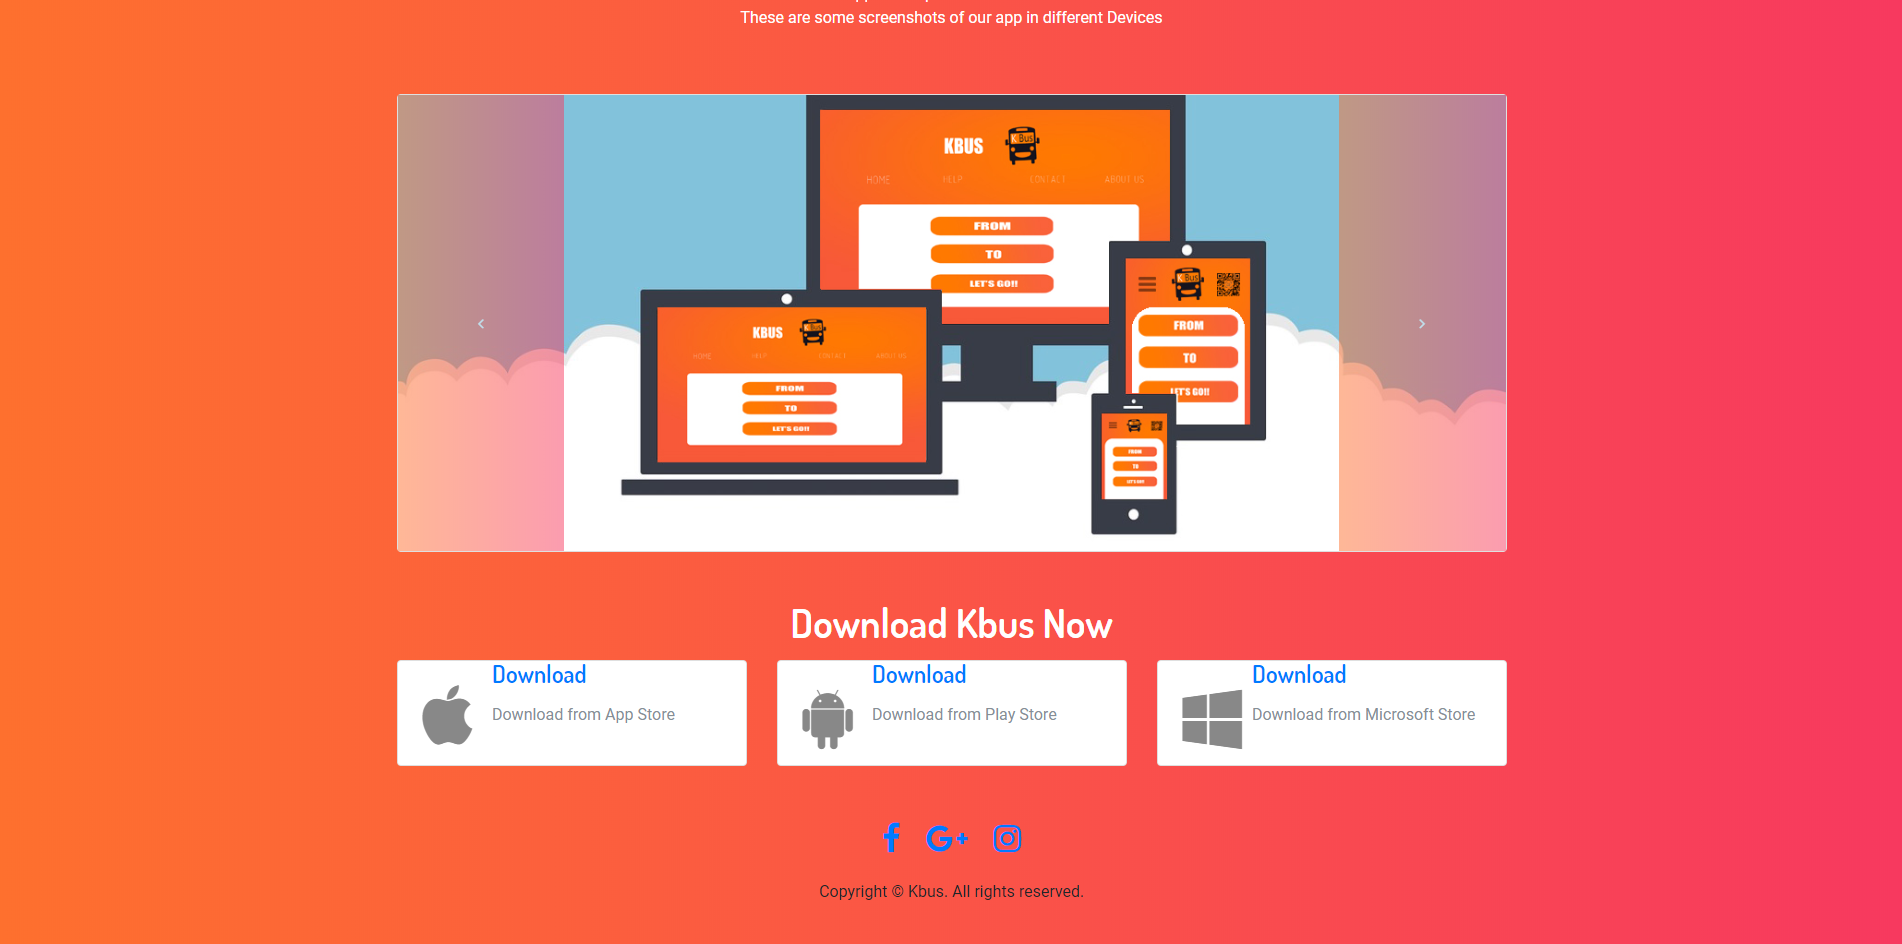 These are some screenshots of our app in different Devices
KBUS
K Bus
HOME HELP CONTACT ABOUT US
FROM
TO
LET'S GO!!
KBUS
K Bus
HOME HELP CONTACT ABOUT US
FROM
TO
LET'S GO!!
K Bus
FROM
TO
LET'S GO!!
FROM
TO
LET'S GO!!
Download Kbus Now
Download
Download from App Store
Download
Download from Play Store
Download
Download from Microsoft Store
G+
Copyright © Kbus. All rights reserved.